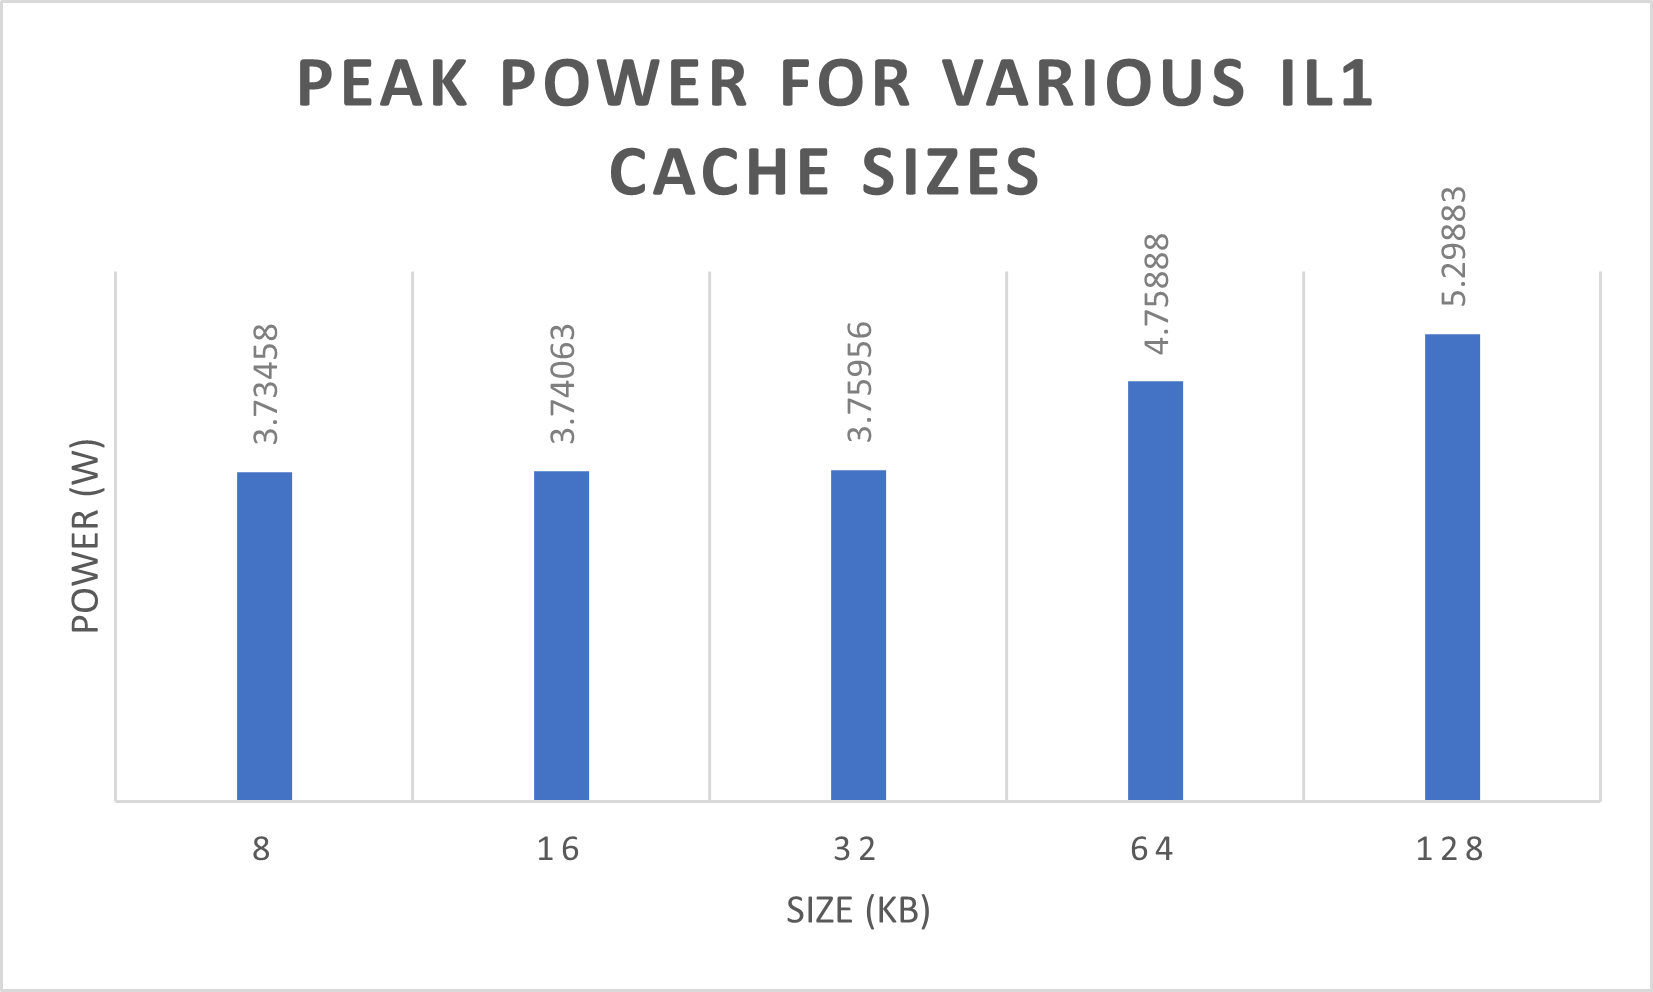 PEAK POWER FOR VARIOUS IL1
CACHE SIZES
POWER (W)
3.73458
3.74063
3.75956
4.75888
5.29883
8
16
32
64
128
SIZE (KB)